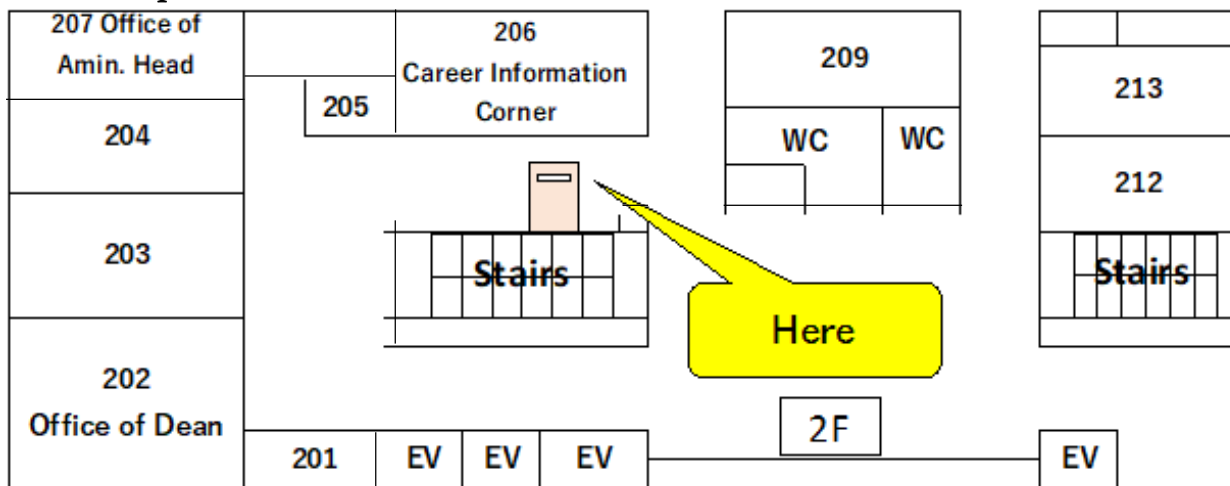 207 Office of
Amin. Head
206
Career Information
Corner
209
213
205
204
WC
WC
212
203
Stairs
Stairs
Here
202
Office of Dean
2F
201
EV
EV
EV
EV